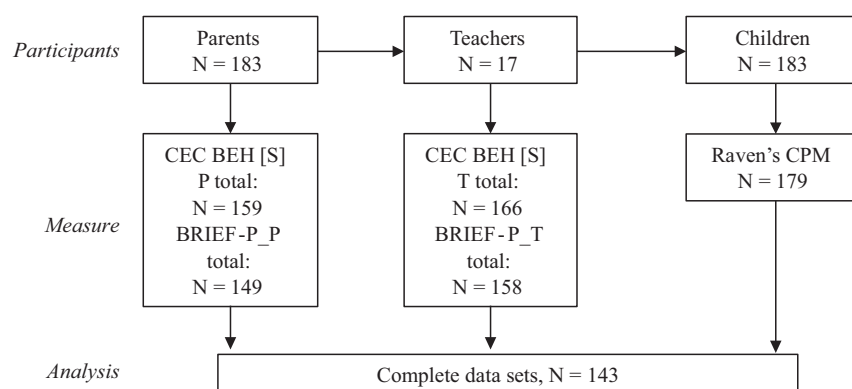 Participants
Parents
N = 183
Teachers
N = 17
Children
N = 183
Measure
CEC BEH [S]
P total:
N = 159
BRIEF-P_P
total:
N = 149
CEC BEH [S]
T total:
N = 166
BRIEF-P_T
total:
N = 158
Raven's CPM
N = 179
Analysis
Complete data sets, N = 143